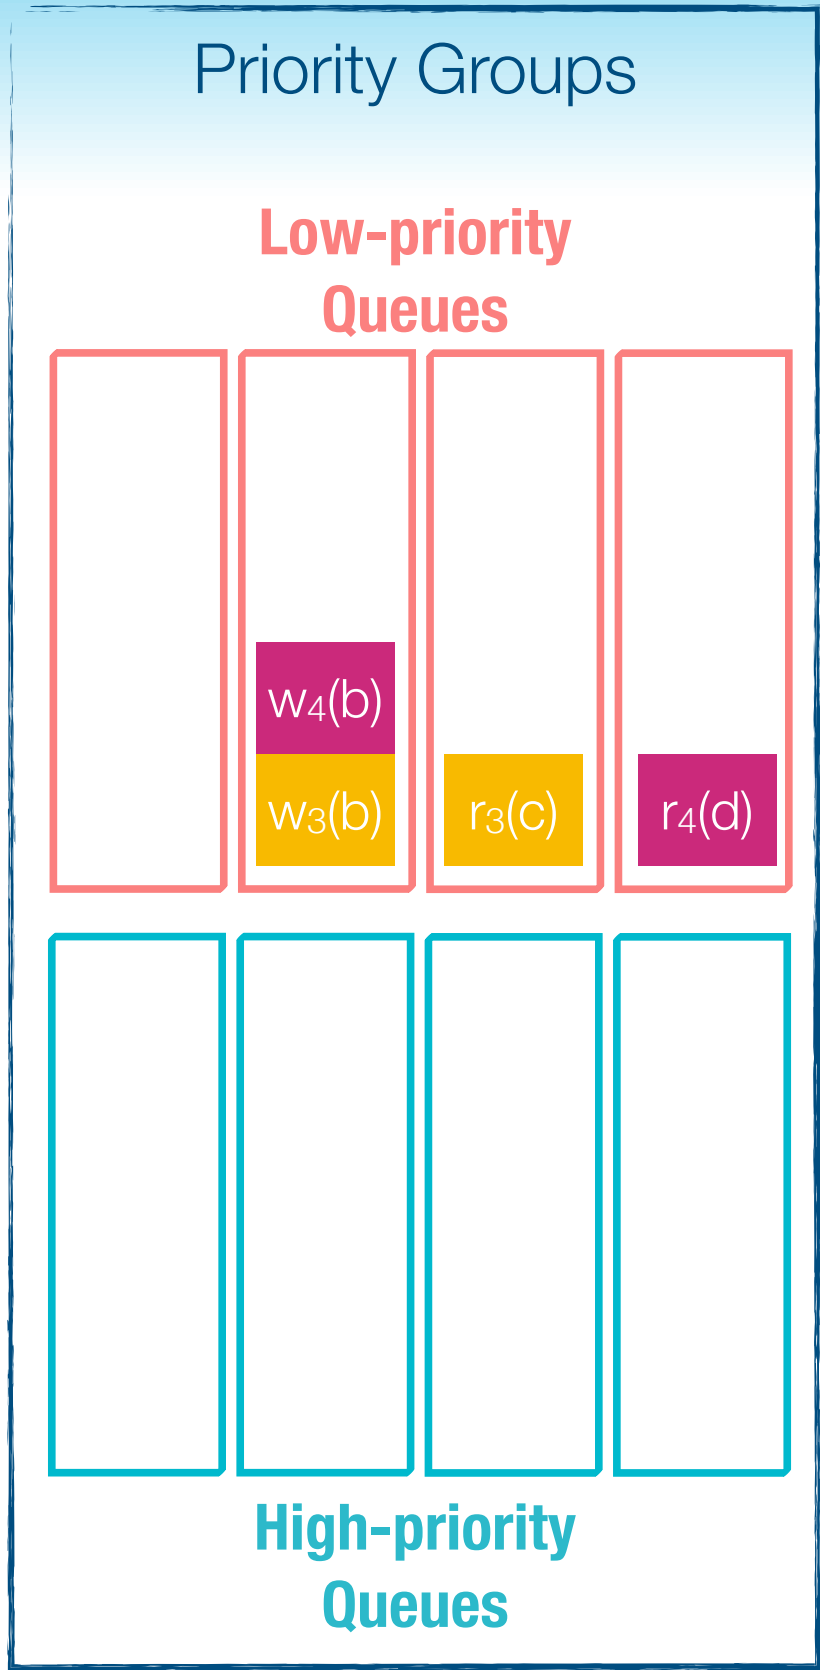 Priority Groups
Low-priority
Queues
w₄(b)
w₃(b) r₃(c) r₄(d)
High-priority
Queues